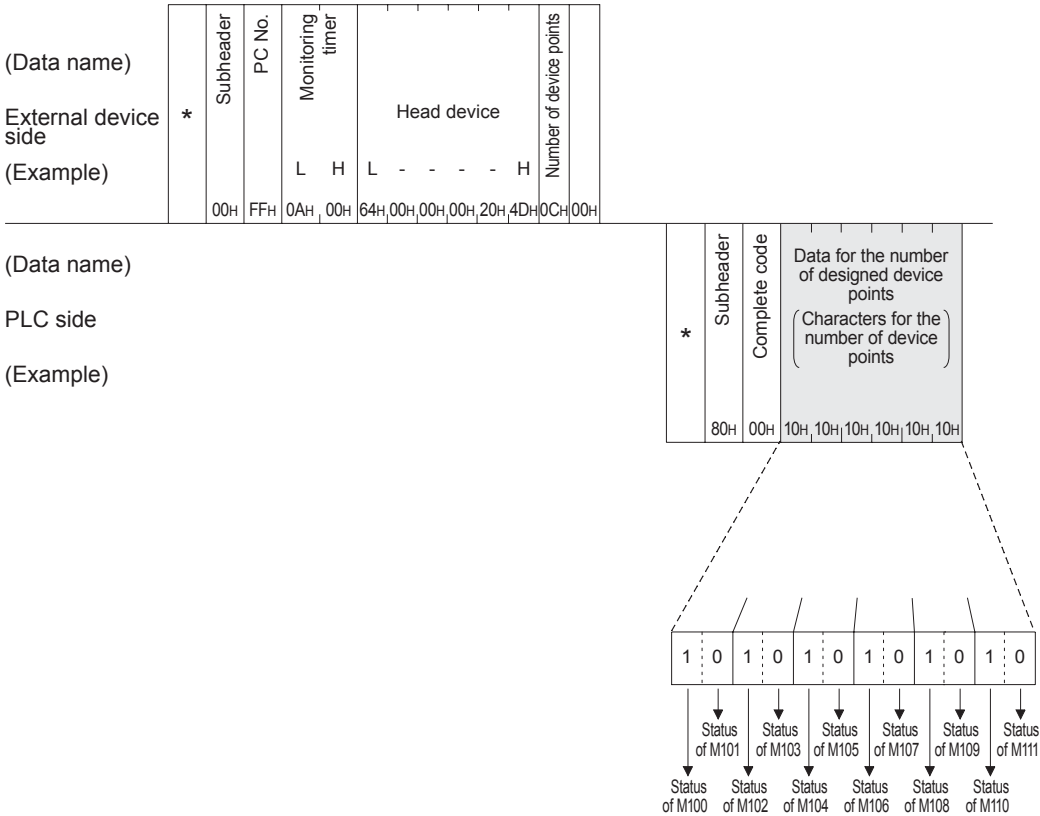 (Data name)
External device
side
(Example)
*
Subheader
PC No.
Monitoring
timer
Head device
Number of device points
L H L - - - - H
00H FFH 0AH 00H 64H 00H 00H 00H 20H 4DH 0CH 00H
(Data name)
PLC side
(Example)
*
Subheader
Complete code
Data for the number
of designed device
points
(Characters for the
number of device
points)
80H 00H 10H 10H 10H 10H 10H 10H
1 0 1 0 1 0 1 0 1 0 1 0
Status Status Status Status Status Status
of M101 of M103 of M105 of M107 of M109 of M111
Status Status Status Status Status Status
of M100 of M102 of M104 of M106 of M108 of M110